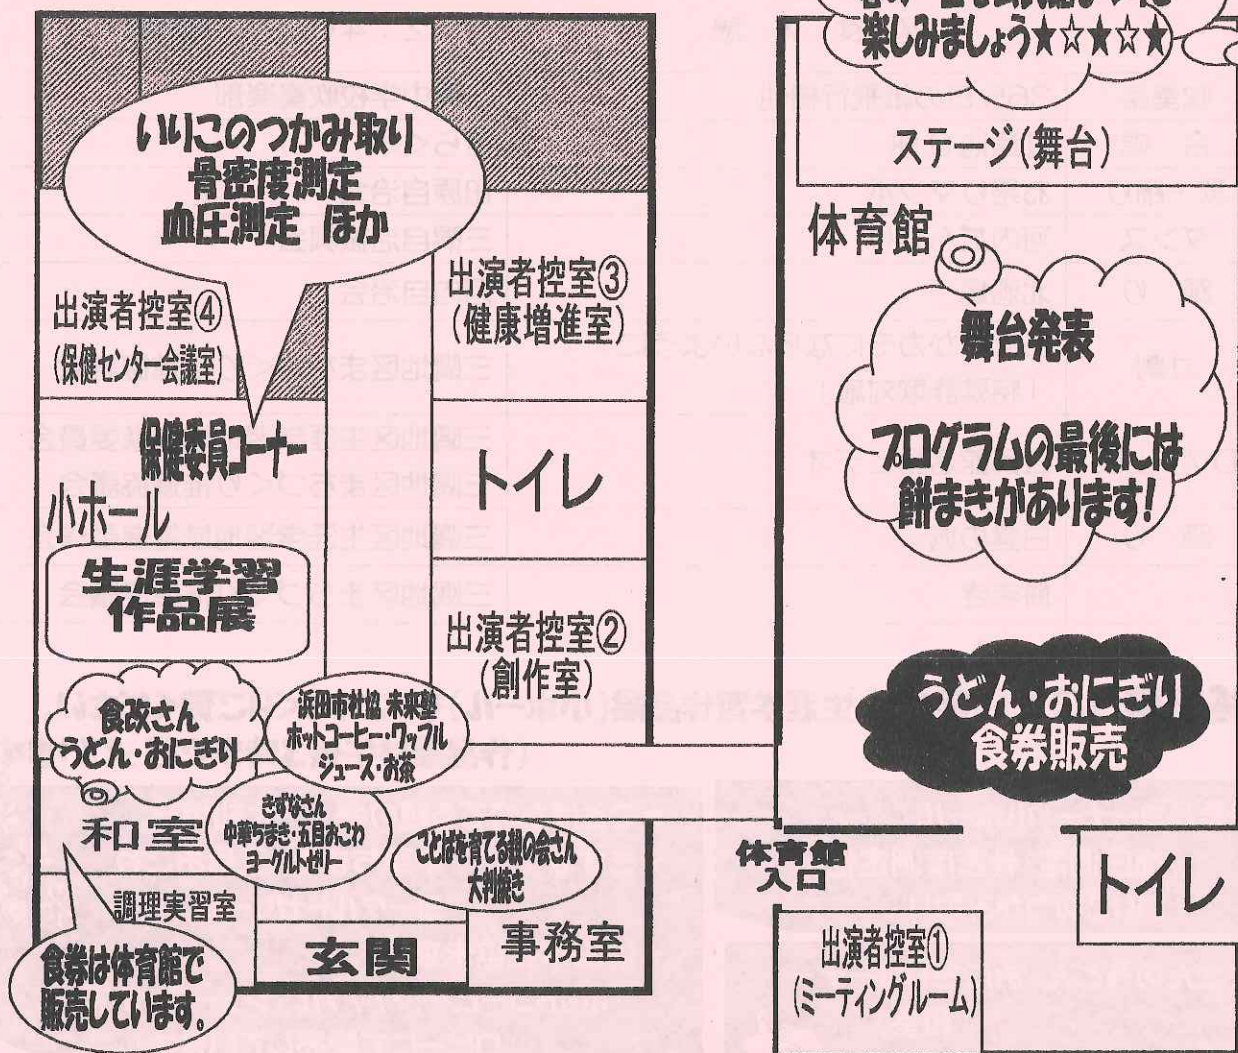 いりこのつかみ取り
骨密度測定
血圧測定 ほか
出演者控室④
(保健センター会議室)
出演者控室③
(健康増進室)
保健委員コーナー
小ホール
トイレ
生涯学習
作品展
出演者控室②
(創作室)
食改さん
うどん・おにぎり
浜田市社協 未来塾
ホットコーヒー・ワッフル
ジュース・お茶
和室
きずなさん
中華ちまき・五目おこわ
ヨーグルトゼリー
ことばを育てる親の会さん
大判焼き
調理実習室
玄関
事務室
食券は体育館で
販売しています。
楽しみましょう★☆★☆★
ステージ(舞台)
体育館
舞台発表
プログラムの最後には
餅まきがあります!
うどん・おにぎり
食券販売
体育館
入口
トイレ
出演者控室①
(ミーティングルーム)